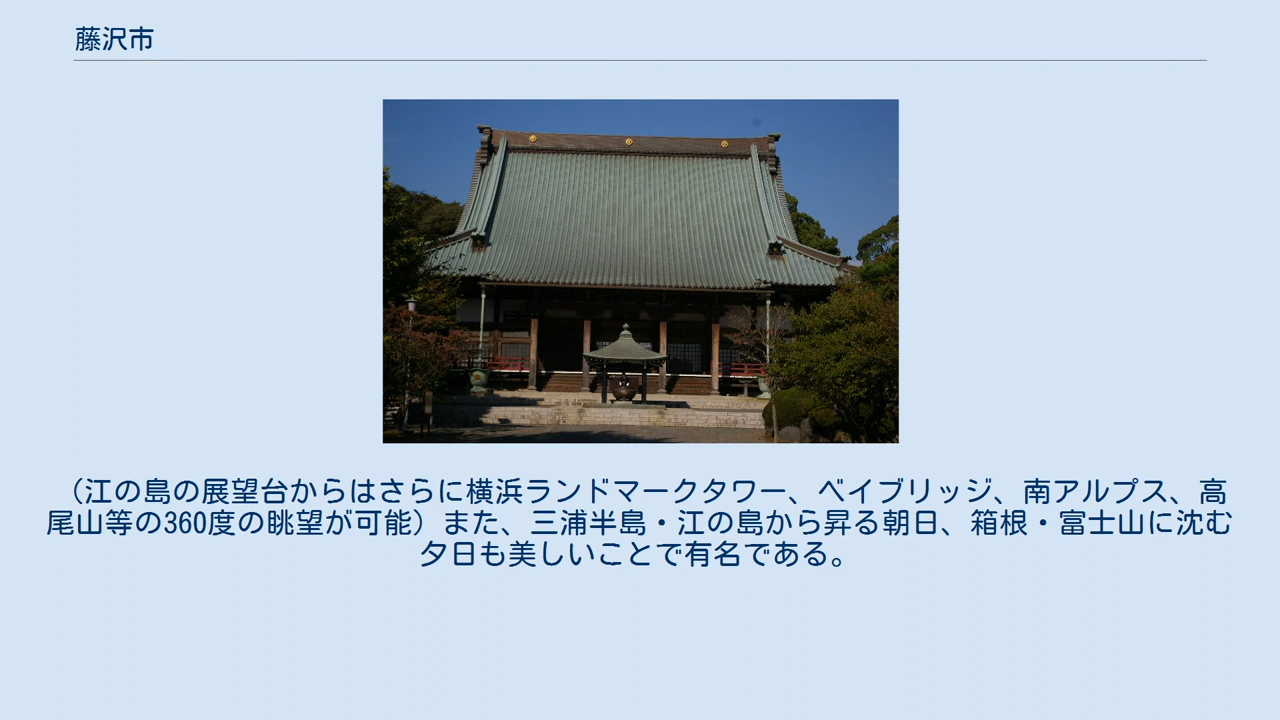 藤沢市
（江の島の展望台からはさらに横浜ランドマークタワー、ベイブリッジ、南アルプス、高
尾山等の360度の眺望が可能）また、三浦半島・江の島から昇る朝日、箱根・富士山に沈む
夕日も美しいことで有名である。